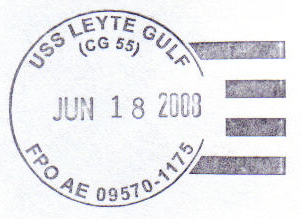 USS LEYTE GULF
(CG 55)
JUN 18 2008
FPO AE 09570-1175